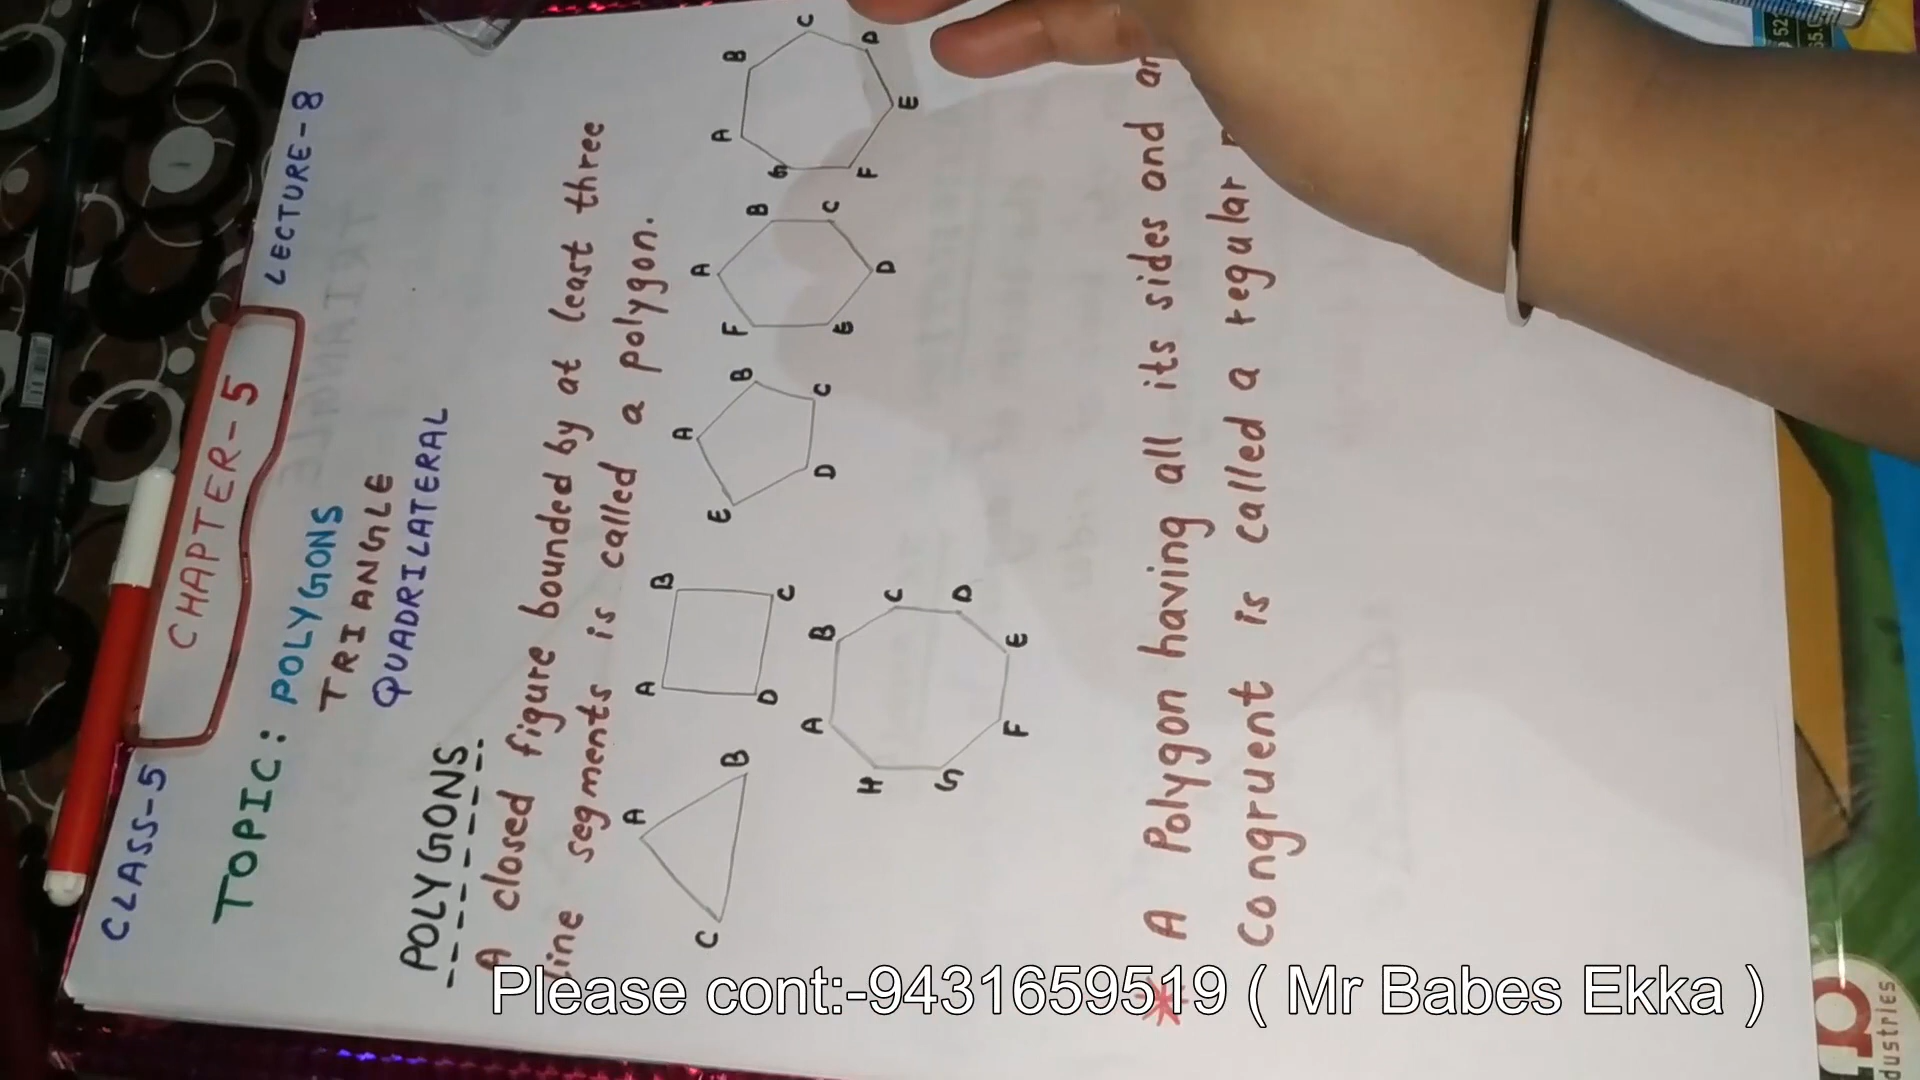 CLASS-5
CHAPTER-5
LECTURE-8
TOPIC: POLYGONS
TRIANGLE
QUADRILATERAL
POLYGONS
A closed figure bounded by at least three
line segments is called a polygon.
A
B
C
A
B
C
D
A
B
C
D
E
A
B
C
D
E
F
A
B
C
D
E
F
G
A
B
C
D
E
F
G
H
* A Polygon having all its sides and
Congruent is called a regular
Please cont:-9431659519 ( Mr Babes Ekka )
dustries